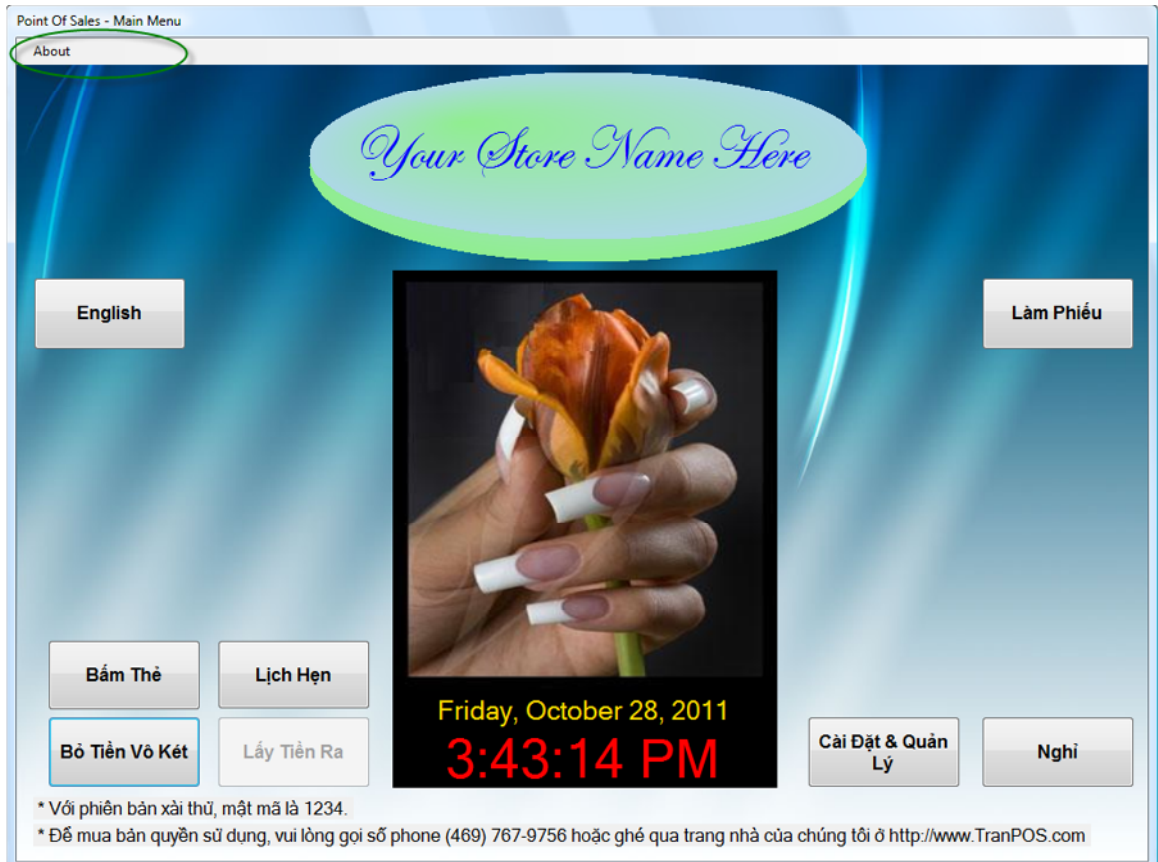 Point Of Sales - Main Menu
About
Your Store Name Here
English
Làm Phiếu
Bấm Thẻ
Lịch Hẹn
Bỏ Tiền Vô Két
Lấy Tiền Ra
Friday, October 28, 2011
3:43:14 PM
Cài Đặt & Quản
Lý
Nghỉ
* Với phiên bản xài thử, mật mã là 1234.
* Để mua bản quyền sử dụng, vui lòng gọi số phone (469) 767-9756 hoặc ghé qua trang nhà của chúng tôi ở http://www.TranPOS.com